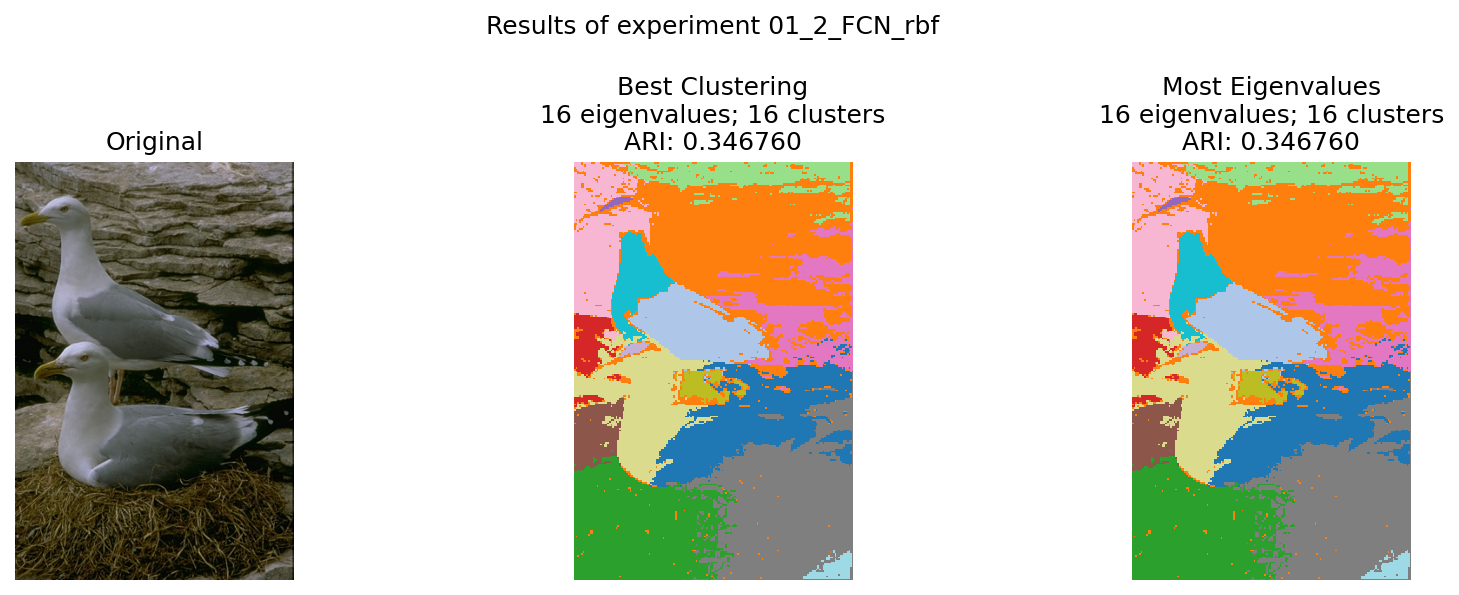 Results of experiment 01_2_FCN_rbf
Original
Best Clustering
16 eigenvalues; 16 clusters
ARI: 0.346760
Most Eigenvalues
16 eigenvalues; 16 clusters
ARI: 0.346760